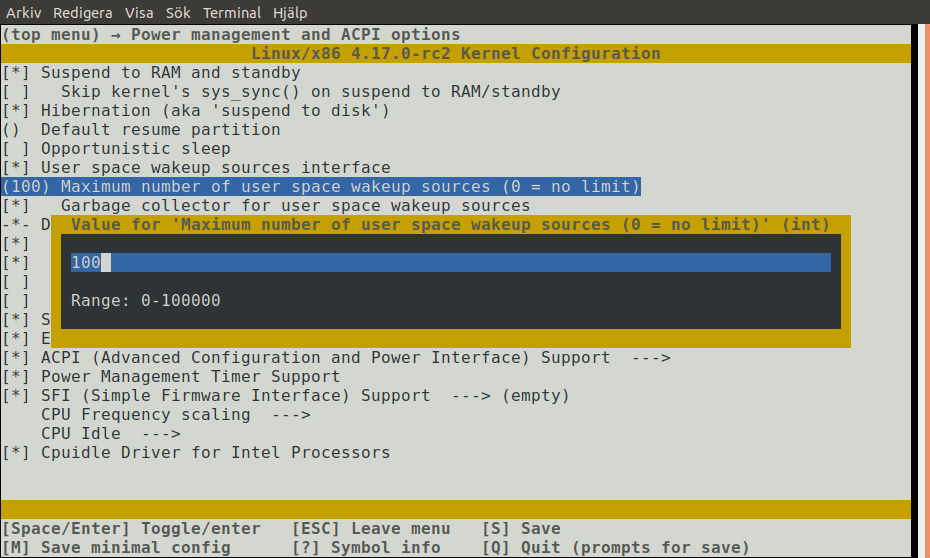 Arkiv Redigera Visa Sök Terminal Hjälp
(top menu) → Power management and ACPI options
Linux/x86 4.17.0-rc2 Kernel Configuration
[*] Suspend to RAM and standby
[ ]   Skip kernel's sys_sync() on suspend to RAM/standby
[*] Hibernation (aka 'suspend to disk')
()  Default resume partition
[ ] Opportunistic sleep
[*] User space wakeup sources interface
(100) Maximum number of user space wakeup sources (0 = no limit)
[*]   Garbage collector for user space wakeup sources
-*- D
Value for 'Maximum number of user space wakeup sources (0 = no limit)' (int)
[*]
[*]
100
[ ]
[ ]
Range: 0-100000
[*] S
[*] E
[*] ACPI (Advanced Configuration and Power Interface) Support  --->
[*] Power Management Timer Support
[*] SFI (Simple Firmware Interface) Support  ---> (empty)
CPU Frequency scaling  --->
CPU Idle  --->
[*] Cpuidle Driver for Intel Processors
[Space/Enter] Toggle/enter   [ESC] Leave menu   [S] Save
[M] Save minimal config      [?] Symbol info    [Q] Quit (prompts for save)